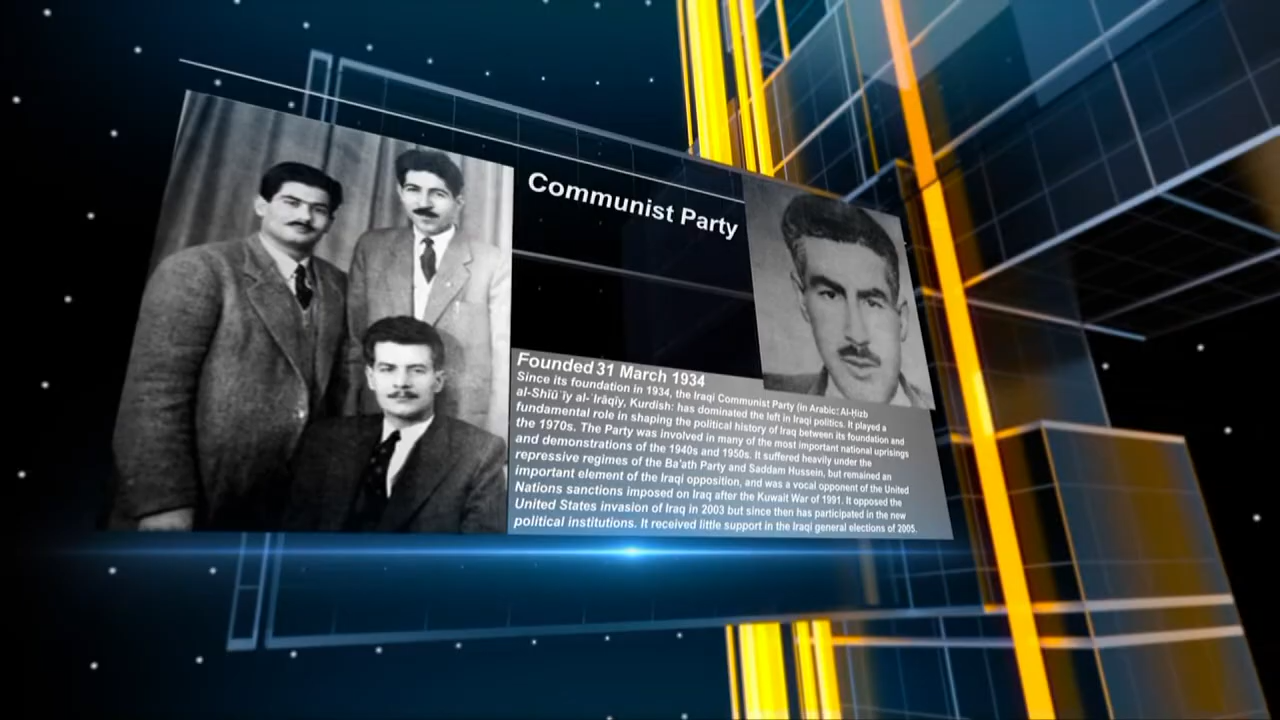 Communist Party
Founded 31 March 1934
Since its foundation in 1934, the Iraqi Communist Party (in Arabic: Al-Ḥizb
al-Shīū῾īy al-῾Irāqīy, Kurdish: has dominated the left in Iraqi politics. It played a
fundamental role in shaping the political history of Iraq between its foundation and
the 1970s. The Party was involved in many of the most important national uprisings
and demonstrations of the 1940s and 1950s. It suffered heavily under the
repressive regimes of the Ba'ath Party and Saddam Hussein, but remained an
important element of the Iraqi opposition, and was a vocal opponent of the United
Nations sanctions imposed on Iraq after the Kuwait War of 1991. It opposed the
United States invasion of Iraq in 2003 but since then has participated in the new
political institutions. It received little support in the Iraqi general elections of 2005.